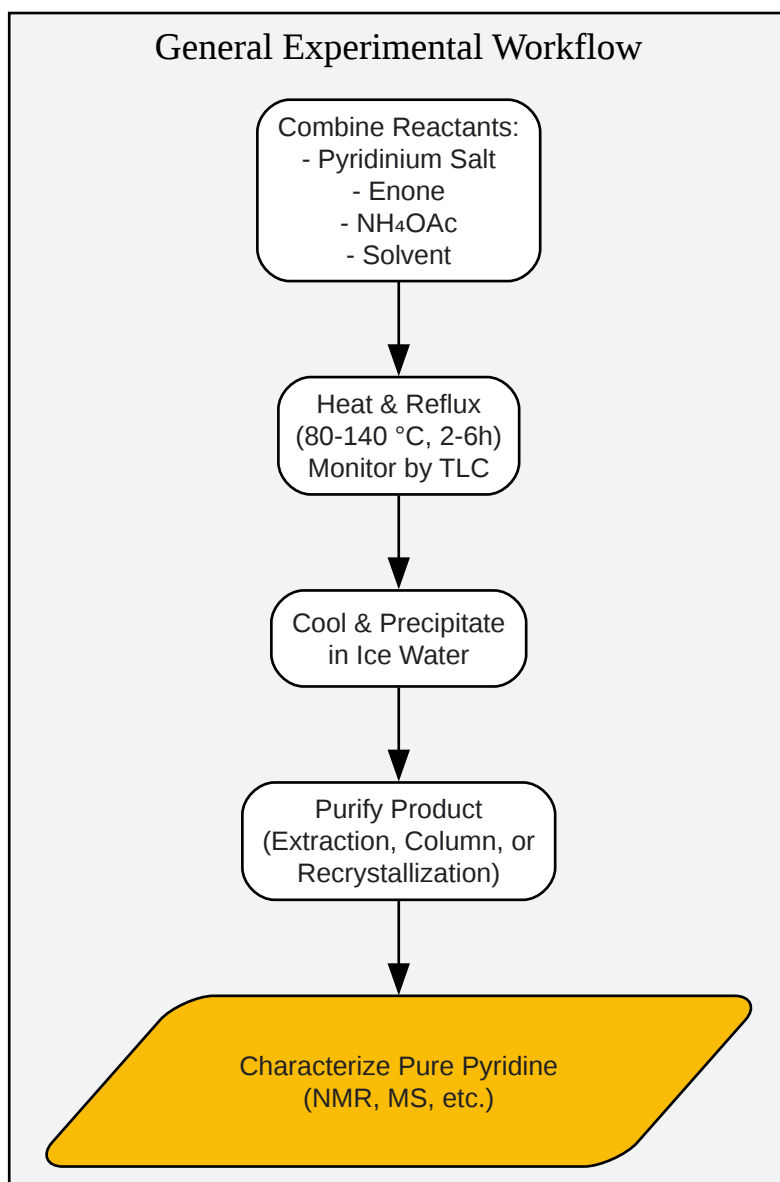 General Experimental Workflow
Combine Reactants:
- Pyridinium Salt
- Enone
- NH₄OAc
- Solvent
Heat & Reflux
(80-140 °C, 2-6h)
Monitor by TLC
Cool & Precipitate
in Ice Water
Purify Product
(Extraction, Column, or
Recrystallization)
Characterize Pure Pyridine
(NMR, MS, etc.)